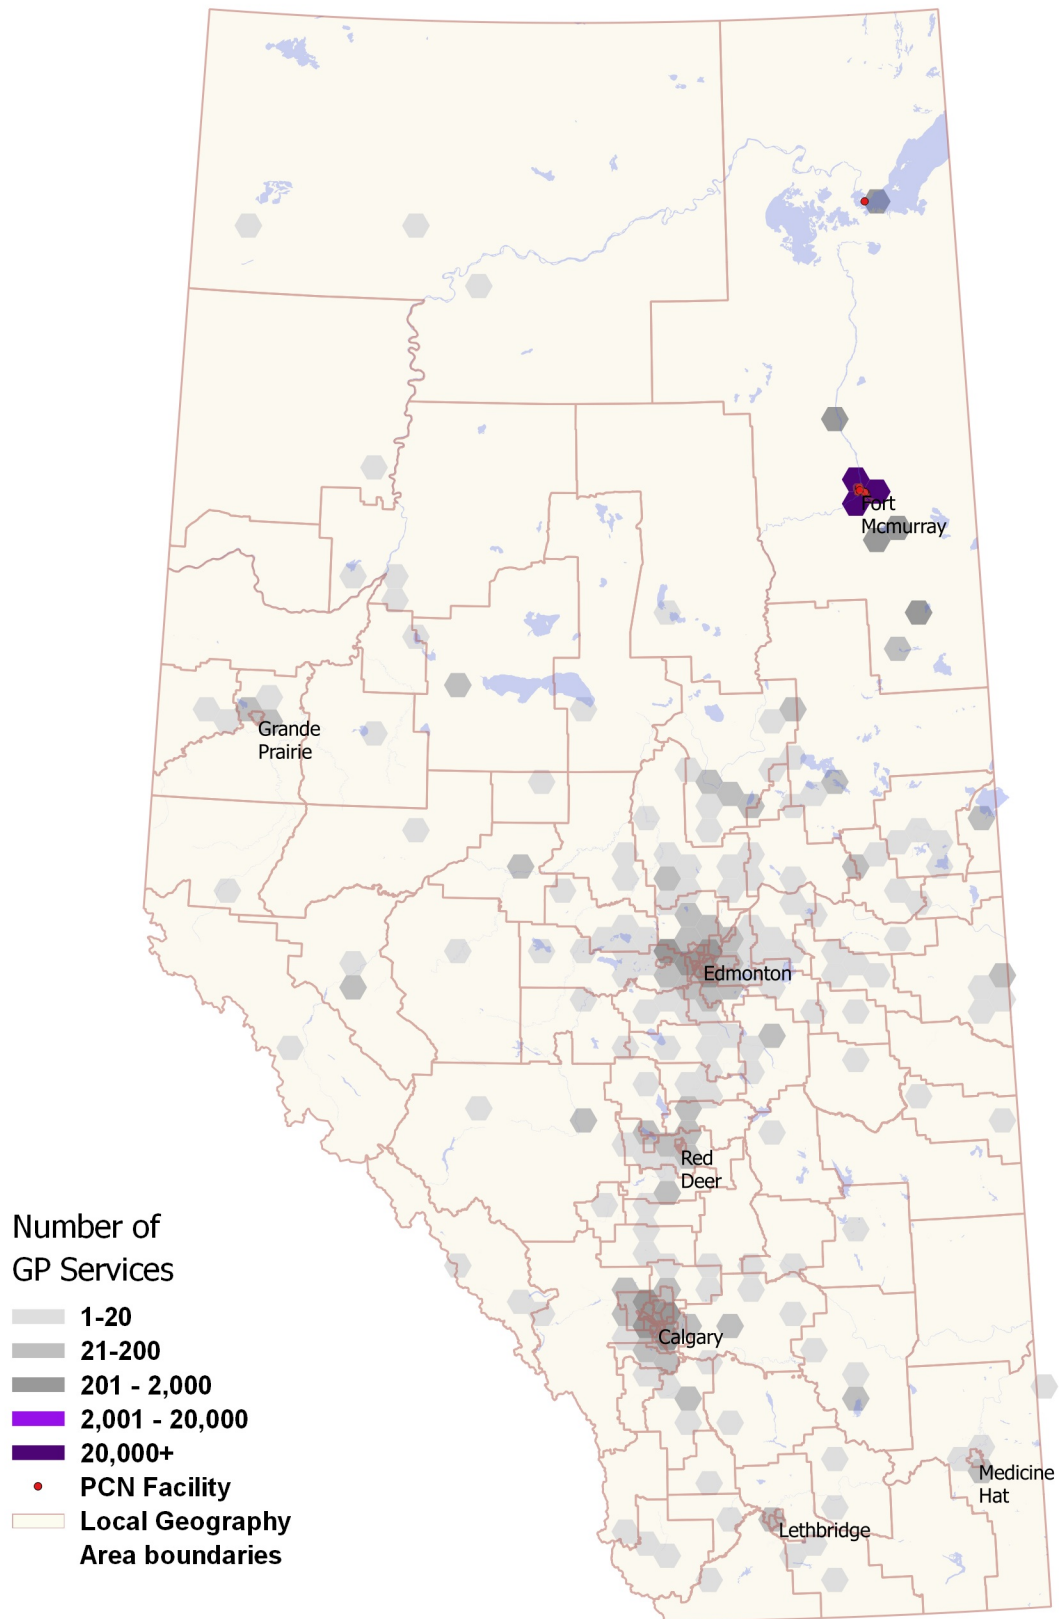 Fort
Mcmurray
Grande
Prairie
Edmonton
Red
Deer
Number of
GP Services
1-20
21-200
201 - 2,000
2,001 - 20,000
20,000+
PCN Facility
Local Geography
Area boundaries
Calgary
Medicine
Hat
Lethbridge